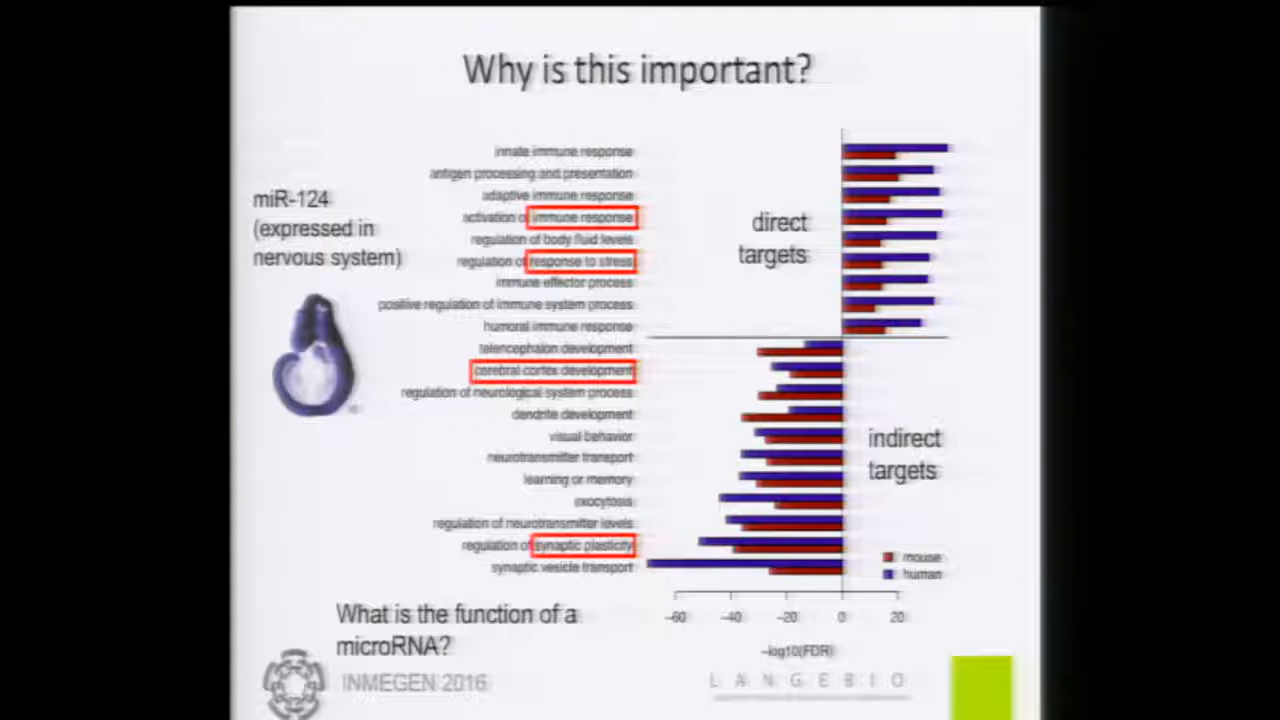 Why is this important?
miR-124
(expressed in
nervous system)
innate immune response
antigen processing and presentation
adaptive immune response
activation of immune response
regulation of body fluid levels
regulation of response to stress
immune effector process
positive regulation of immune system process
humoral immune response
telencephalon development
cerebral cortex development
regulation of neurological system process
dendrite development
visual behavior
neurotransmitter transport
learning or memory
exocytosis
regulation of neurotransmitter levels
regulation of synaptic plasticity
synaptic vesicle transport
direct
targets
indirect
targets
mouse
human
−60 −40 −20 0 20
−log10(FDR)
What is the function of a
microRNA?
INMEGEN 2016
LANGEBIO